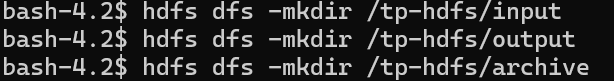 bash-4.2$ hdfs dfs -mkdir /tp-hdfs/input
bash-4.2$ hdfs dfs -mkdir /tp-hdfs/output
bash-4.2$ hdfs dfs -mkdir /tp-hdfs/archive